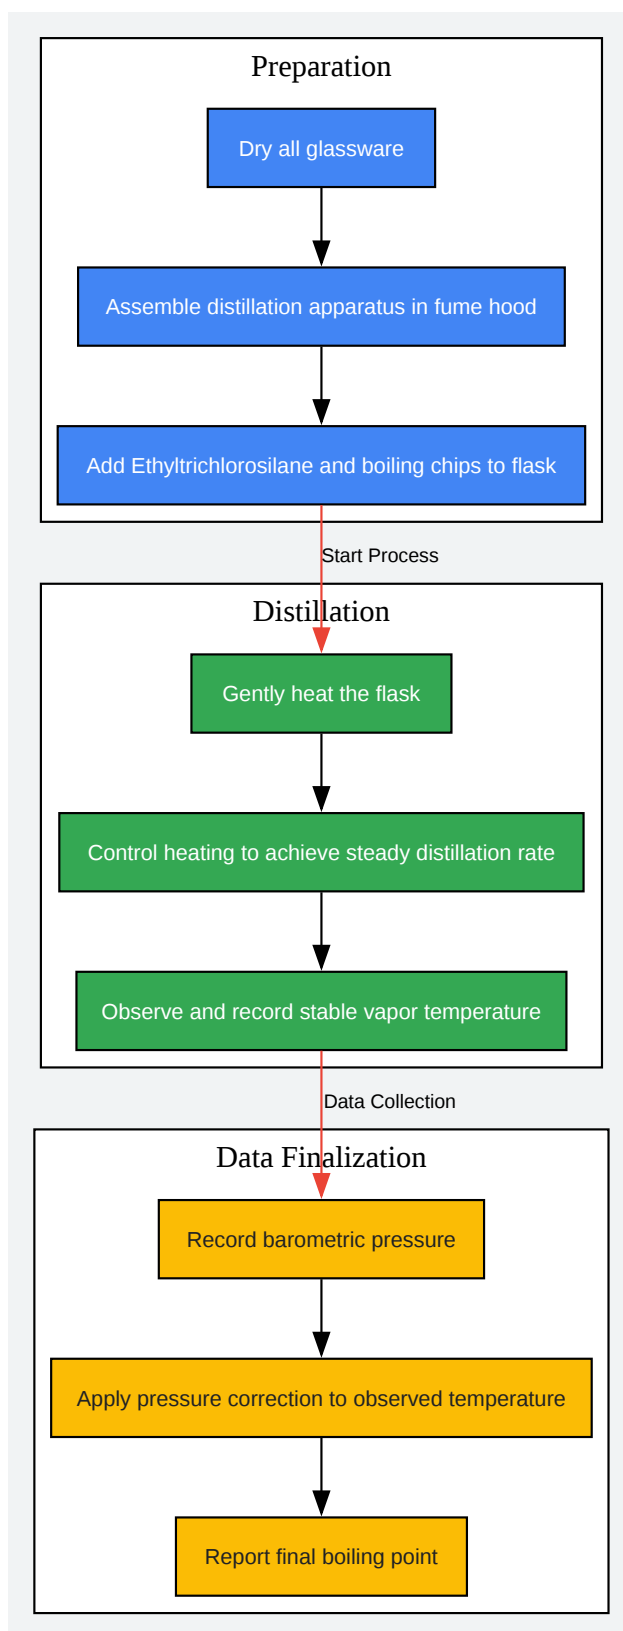 Preparation
Dry all glassware
Assemble distillation apparatus in fume hood
Add Ethyltrichlorosilane and boiling chips to flask
Start Process
Distillation
Gently heat the flask
Control heating to achieve steady distillation rate
Observe and record stable vapor temperature
Data Collection
Data Finalization
Record barometric pressure
Apply pressure correction to observed temperature
Report final boiling point